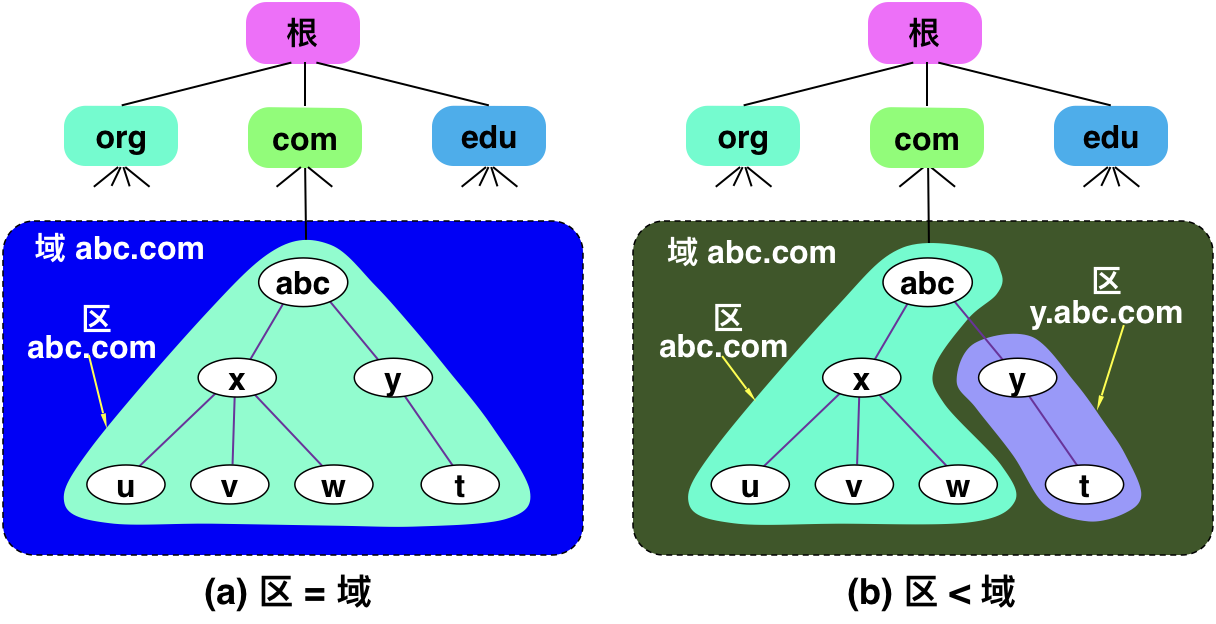 根
org
com
edu
域 abc.com
区
abc.com
abc
x
y
u
v
w
t
(a) 区 = 域
根
org
com
edu
域 abc.com
区
abc.com
区
y.abc.com
abc
x
y
u
v
w
t
(b) 区 < 域